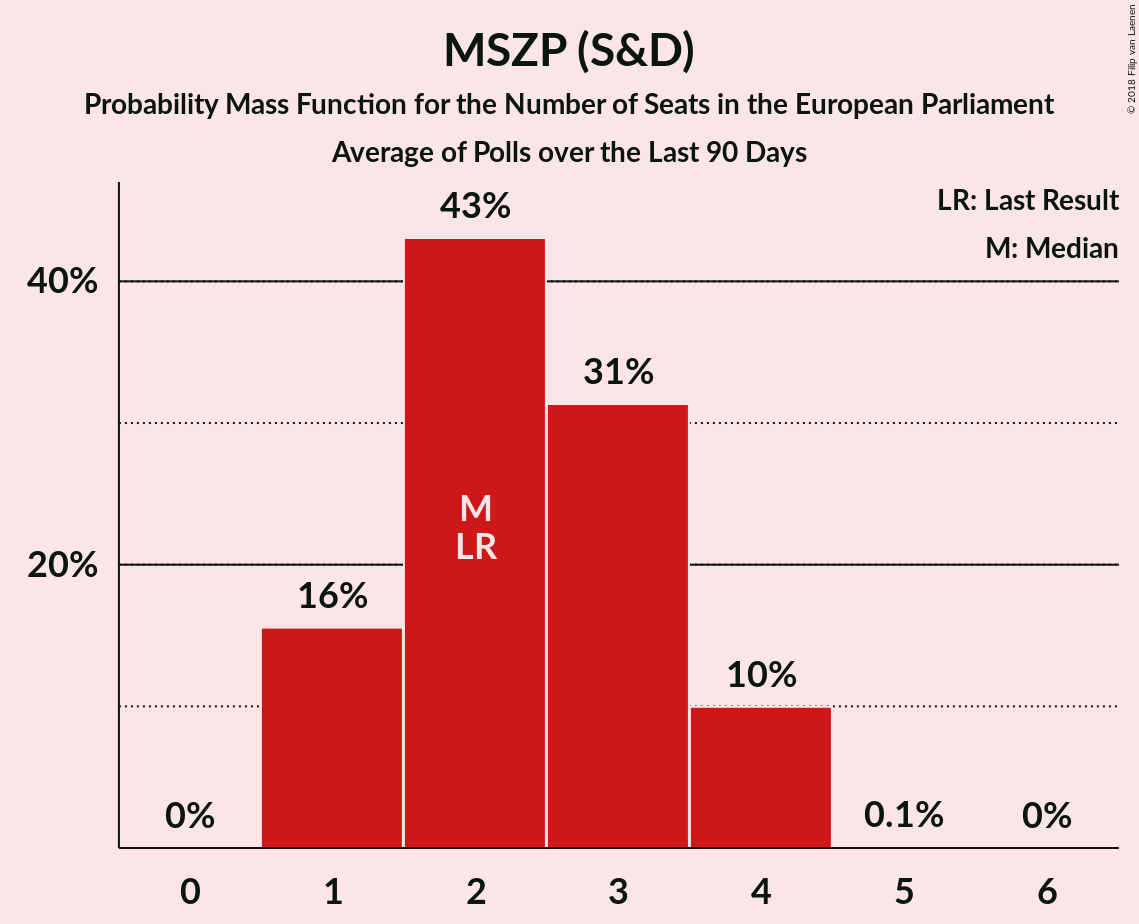 MSZP (S&D)
Probability Mass Function for the Number of Seats in the European Parliament
Average of Polls over the Last 90 Days
© 2018 Filip van Laenen
LR: Last Result
M: Median
43%
40%
31%
M
LR
20%
16%
10%
0%
0.1%
0%
0 1 2 3 4 5 6